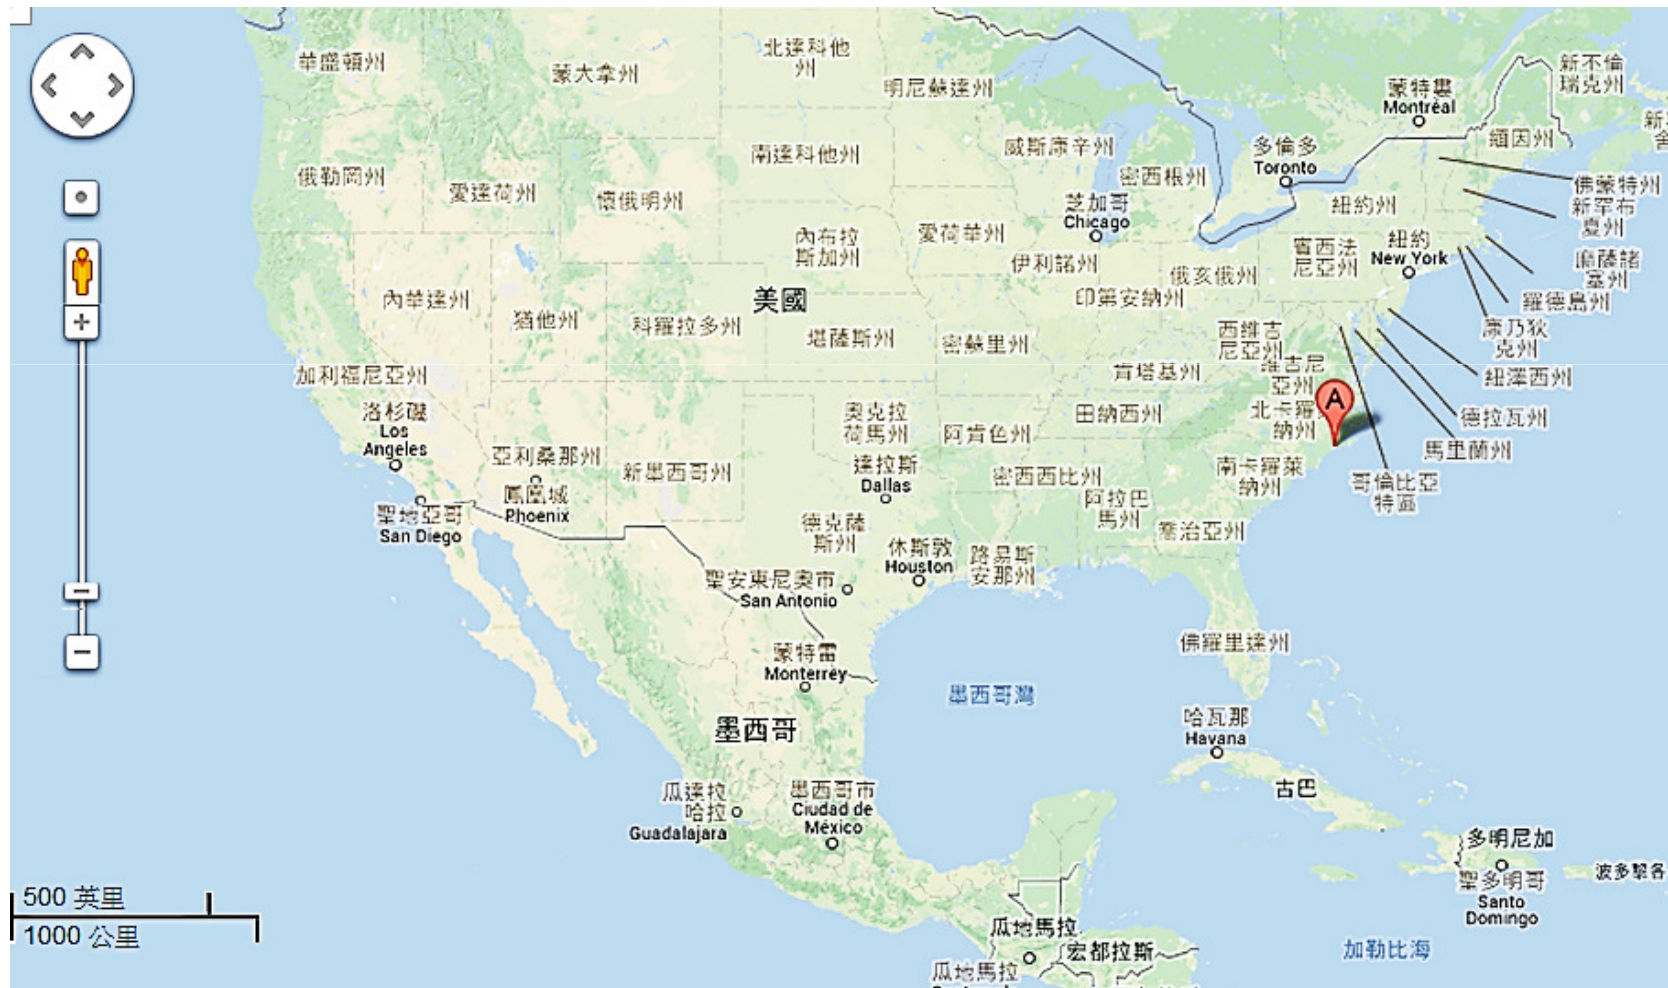 華盛頓州
蒙大拿州
北達科他
州
明尼蘇達州
蒙特婁
Montréal
新不倫
瑞克州
緬因州
俄勒岡州
愛達荷州
懷俄明州
南達科他州
威斯康辛州
密西根州
多倫多
Toronto
佛蒙特州
新罕布
夏州
紐約州
芝加哥
Chicago
內布拉
斯加州
愛荷華州
伊利諾州
印第安納州
俄亥俄州
賓西法
尼亞州
紐約
New York
麻薩諸
塞州
羅德島州
康乃狄
克州
紐澤西州
德拉瓦州
馬里蘭州
哥倫比亞
特區
內華達州
猶他州
科羅拉多州
美國
堪薩斯州
密蘇里州
西維吉
尼亞州
維吉尼
亞州
肯塔基州
加利福尼亞州
洛杉磯
Los
Angeles
亞利桑那州
鳳凰城
Phoenix
新墨西哥州
奧克拉
荷馬州
阿肯色州
田納西州
A
北卡羅
納州
南卡羅萊
納州
達拉斯
Dallas
密西西比州
阿拉巴
馬州
喬治亞州
聖地亞哥
San Diego
德克薩
斯州
休斯敦
Houston
路易斯
安那州
聖安東尼奧市
San Antonio
佛羅里達州
蒙特雷
Monterrey
墨西哥灣
墨西哥
哈瓦那
Havana
古巴
瓜達拉
哈拉
Guadalajara
墨西哥市
Ciudad de
México
多明尼加
聖多明哥
Santo
Domingo
波多黎各
加勒比海
瓜地馬拉
宏都拉斯
瓜地馬拉
500 英里
1000 公里